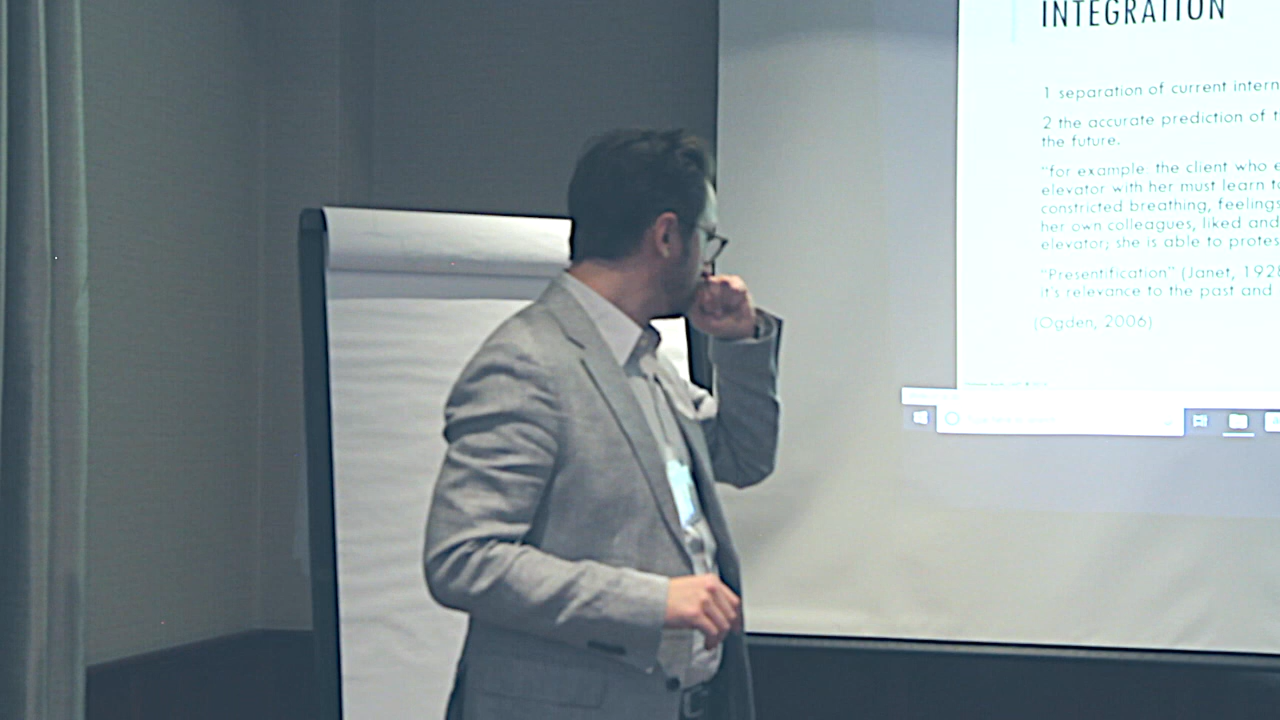 INTEGRATION
1 separation of current intern
2 the accurate prediction of t
the future.
"for example the client who e
elevator with her must learn to
constricted breathing, feelings
her own colleagues, liked and
elevator; she is able to protes
"Presentification" (Janet, 1928
it's relevance to the past and
(Ogden, 2006)